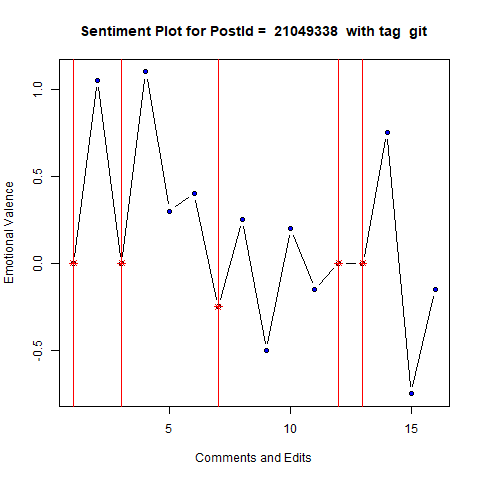 Sentiment Plot for PostId =  21049338  with tag  git
Emotional Valence
1.0
0.5
0.0
-0.5
5
10
15
Comments and Edits